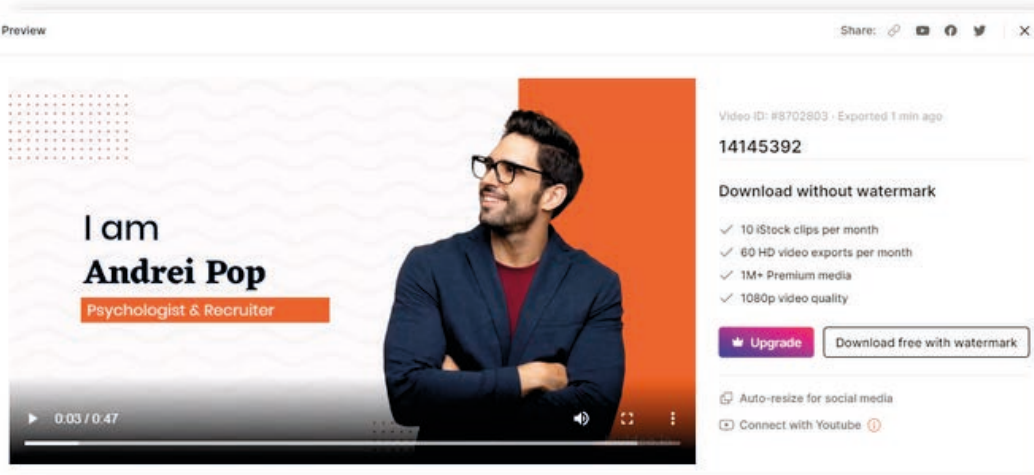 Preview
Share:
I am
Andrei Pop
Psychologist & Recruiter
0:03 / 0:47
Video ID: #8702803 · Exported 1 min ago
14145392
Download without watermark
10 iStock clips per month
60 HD video exports per month
1M+ Premium media
1080p video quality
Upgrade
Download free with watermark
Auto-resize for social media
Connect with Youtube